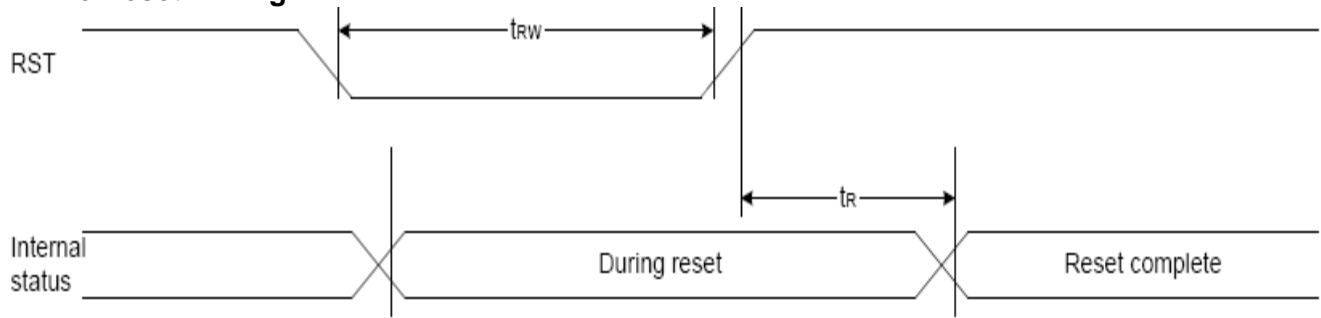 RST
tRW
tR
Internal
status
During reset
Reset complete